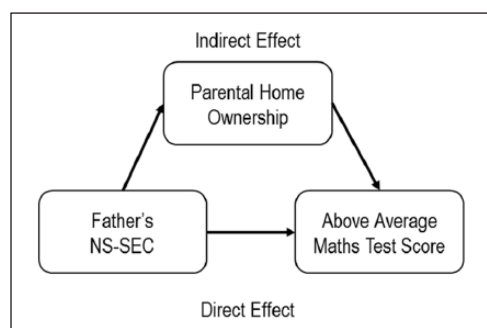 Indirect Effect
Parental Home
Ownership
Father's
NS-SEC
Above Average
Maths Test Score
Direct Effect